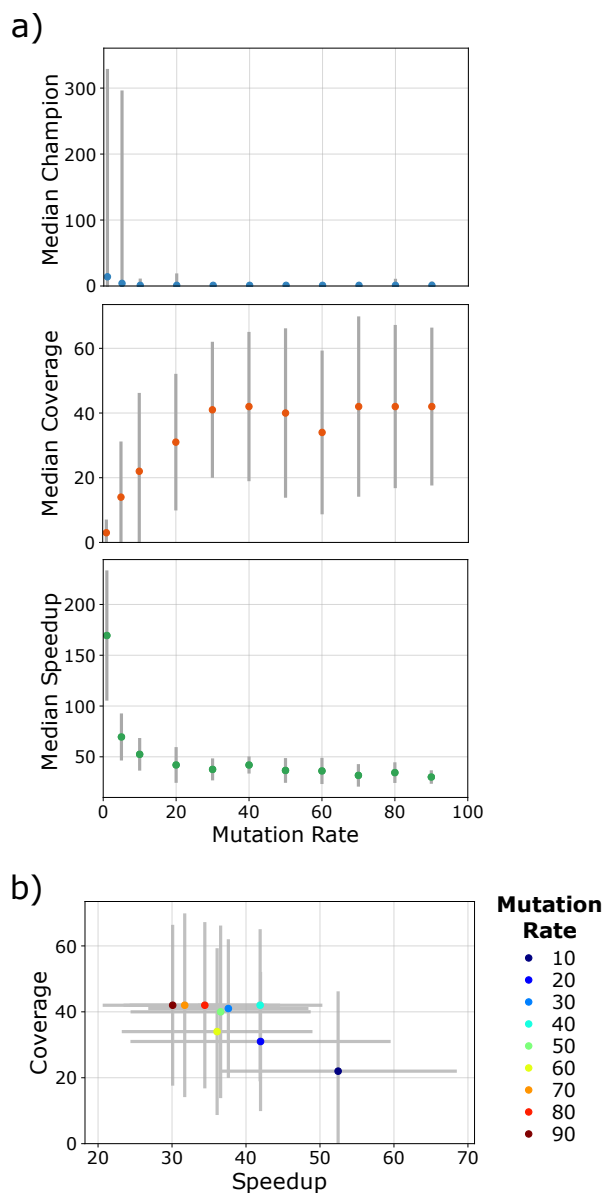 a)
Median Champion
300
200
100
0
Median Coverage
60
40
20
0
Median Speedup
200
150
100
50
0 20 40 60 80 100
Mutation Rate
b)
Coverage
60
40
20
0
20 30 40 50 60 70
Speedup
Mutation
Rate
10
20
30
40
50
60
70
80
90